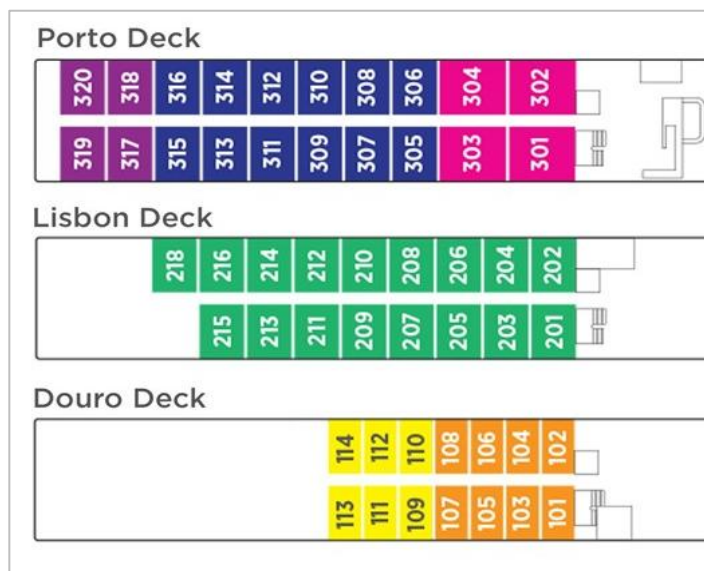 Porto Deck
320 318 316 314 312 310 308 306 304 302
319 317 315 313 311 309 307 305 303 301
Lisbon Deck
218 216 214 212 210 208 206 204 202
215 213 211 209 207 205 203 201
Douro Deck
114 112 110 108 106 104 102
113 111 109 107 105 103 101